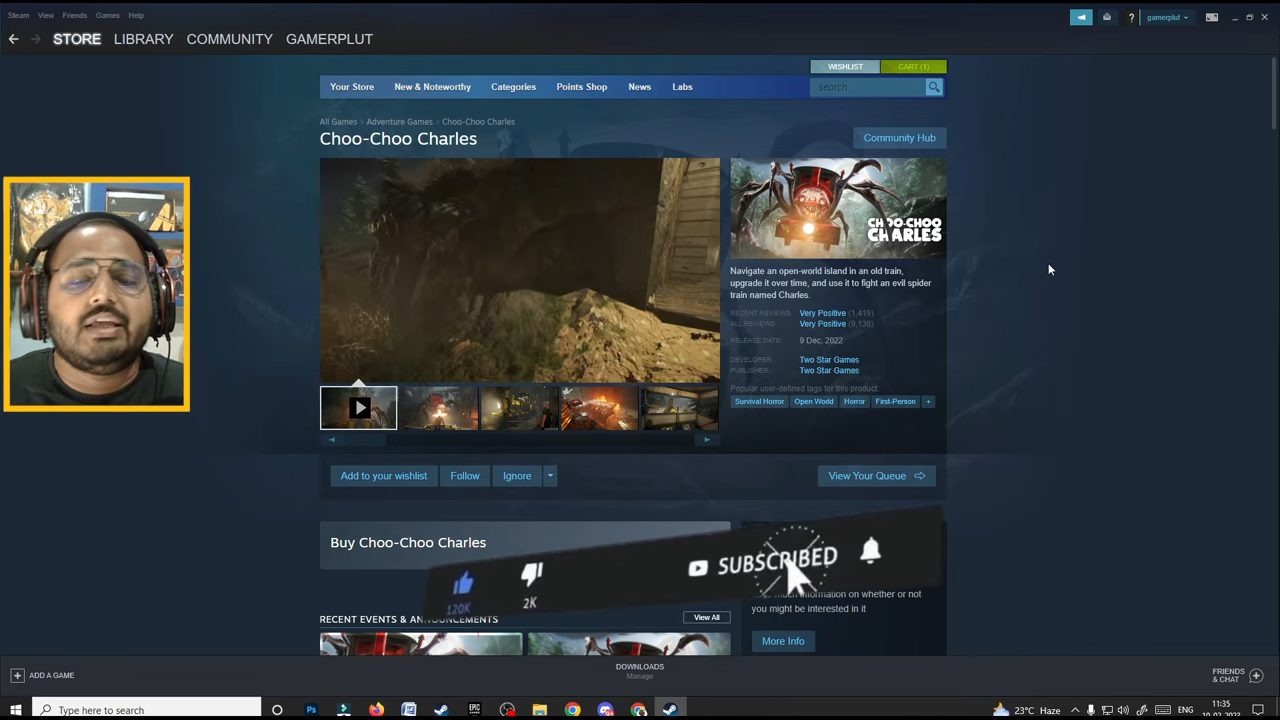 Steam View Friends Games Help
gamerplut
STORE LIBRARY COMMUNITY GAMERPLUT
WISHLIST CART (1)
Your Store New & Noteworthy Categories Points Shop News Labs search
All Games > Adventure Games > Choo-Choo Charles
Choo-Choo Charles
Community Hub
CHOO-CHOO
CHARLES
Navigate an open-world island in an old train,
upgrade it over time, and use it to fight an evil spider
train named Charles.
RECENT REVIEWS: Very Positive (1,419)
ALL REVIEWS: Very Positive (9,130)
RELEASE DATE: 9 Dec, 2022
DEVELOPER: Two Star Games
PUBLISHER: Two Star Games
Popular user-defined tags for this product:
Survival Horror Open World Horror First-Person +
Add to your wishlist Follow Ignore View Your Queue
Buy Choo-Choo Charles
SUBSCRIBED
120K
2K
much information on whether or not
you might be interested in it
RECENT EVENTS & ANNOUNCEMENTS View All
More Info
ADD A GAME
DOWNLOADS
Manage
FRIENDS
& CHAT
Type here to search
23°C Haze
ENG
11:35